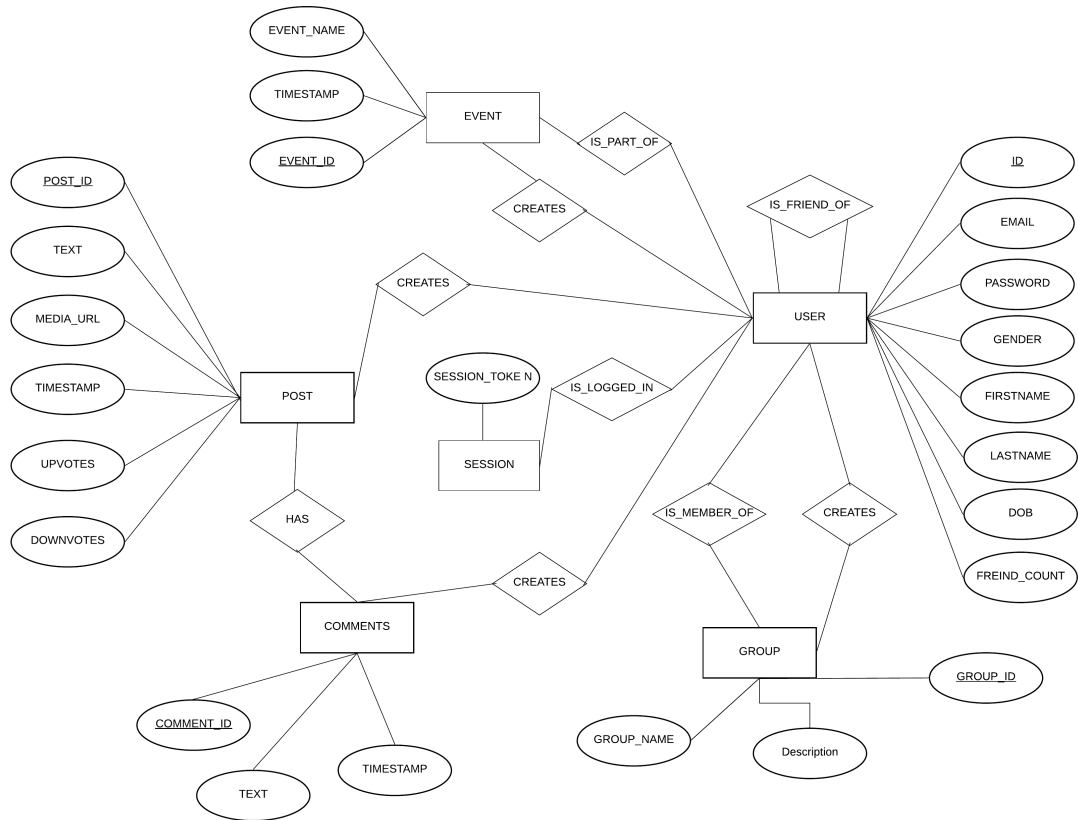 EVENT_NAME
TIMESTAMP
EVENT
IS_PART_OF
EVENT_ID
ID
POST_ID
IS_FRIEND_OF
CREATES
EMAIL
TEXT
CREATES
PASSWORD
MEDIA_URL
USER
GENDER
SESSION_TOKE N
IS_LOGGED_IN
TIMESTAMP
POST
FIRSTNAME
LASTNAME
UPVOTES
SESSION
IS_MEMBER_OF
CREATES
DOB
HAS
DOWNVOTES
CREATES
FREIND_COUNT
COMMENTS
GROUP
GROUP_ID
COMMENT_ID
GROUP_NAME
Description
TIMESTAMP
TEXT